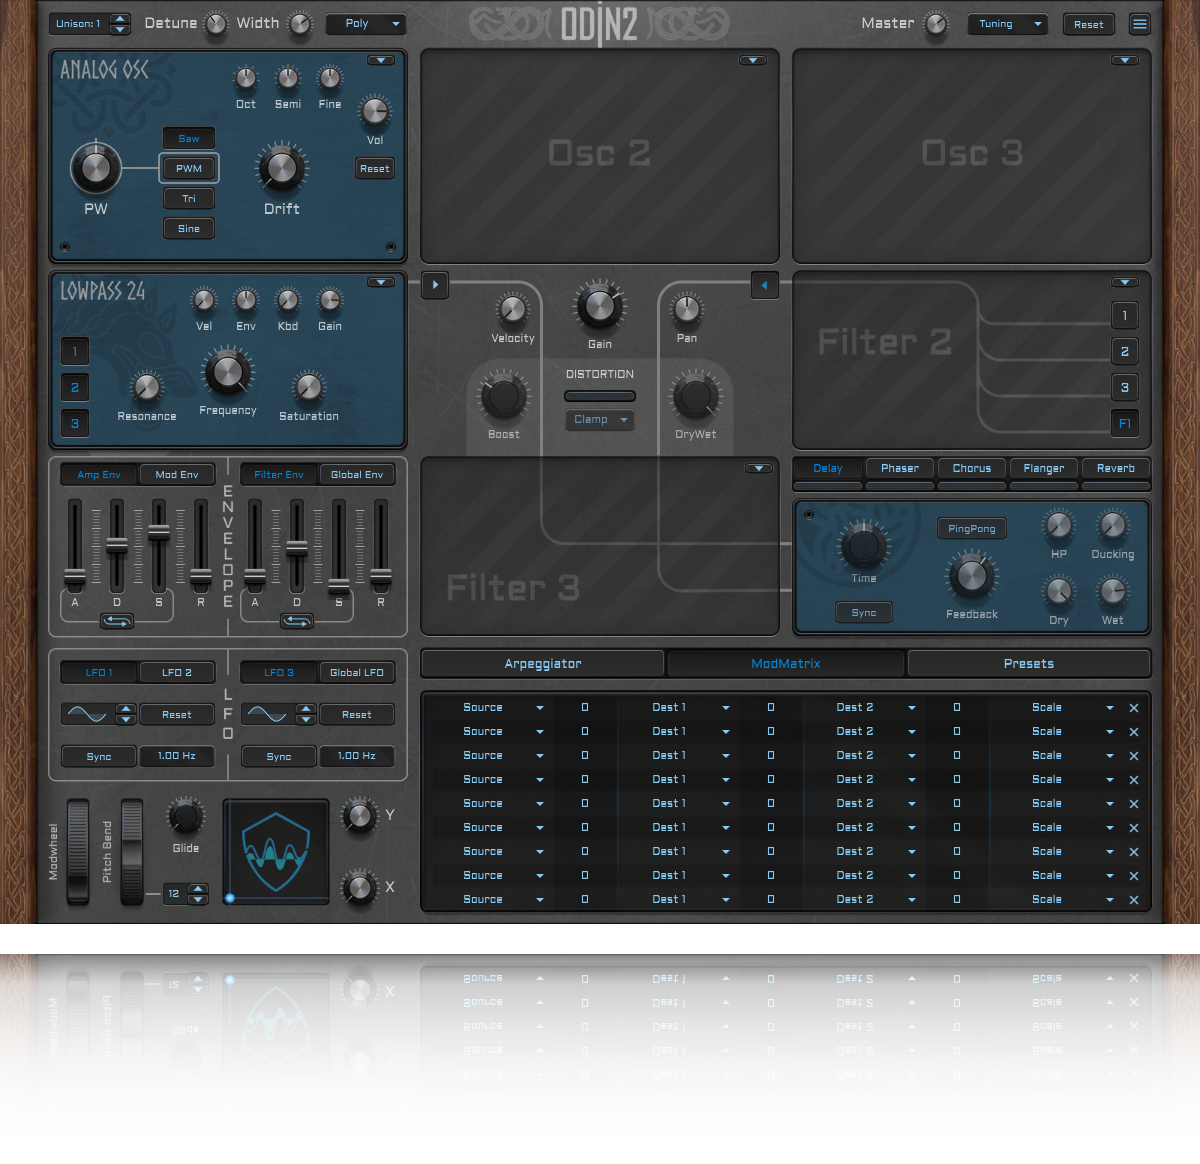 Unison: 1 Detune Width Poly ODIN2 Master Tuning Reset
ANALOG OSC
Oct Semi Fine
Vol
Saw
PWM
Tri
Sine
PW
Drift
Reset
Osc 2
Osc 3
LOWPASS 24
Vel Env Kbd Gain
1
2
3
Resonance
Frequency
Saturation
Velocity
Gain
Pan
DISTORTION
Clamp
Boost
DryWet
Filter 2
1
2
3
F1
Amp Env Mod Env
Filter Env Global Env
ENVELOPE
A D S R
A D S R
Filter 3
Delay Phaser Chorus Flanger Reverb
PingPong
Time
HP Ducking
Sync
Feedback
Dry Wet
LFO 1 LFO 2
LFO 3 Global LFO
LFO
Reset
Reset
Sync 1.00 Hz
Sync 1.00 Hz
Modwheel
Pitch Bend
Glide
12
Y
X
Arpeggiator ModMatrix Presets
Source 0 Dest 1 0 Dest 2 0 Scale
Source 0 Dest 1 0 Dest 2 0 Scale
Source 0 Dest 1 0 Dest 2 0 Scale
Source 0 Dest 1 0 Dest 2 0 Scale
Source 0 Dest 1 0 Dest 2 0 Scale
Source 0 Dest 1 0 Dest 2 0 Scale
Source 0 Dest 1 0 Dest 2 0 Scale
Source 0 Dest 1 0 Dest 2 0 Scale
Source 0 Dest 1 0 Dest 2 0 Scale